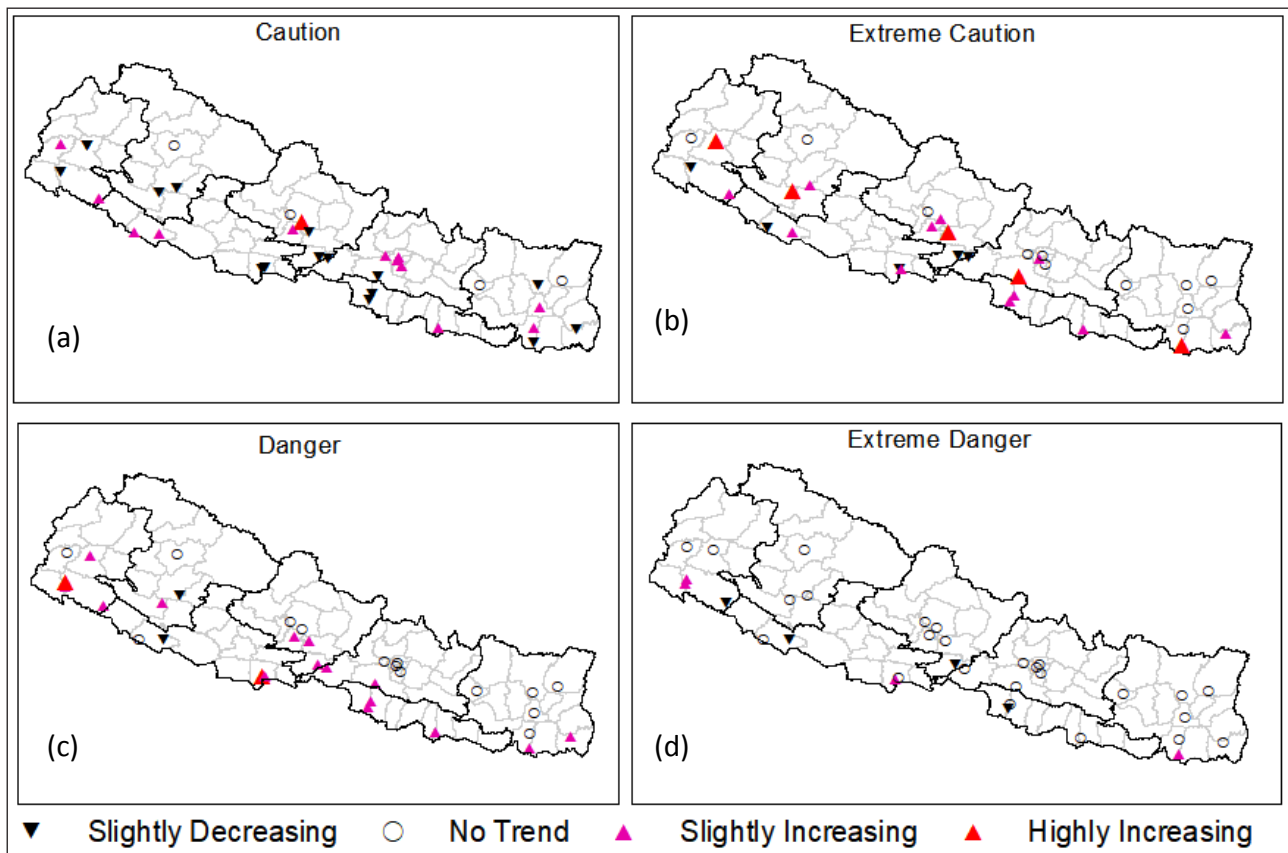 Caution
Extreme Caution
(a)
(b)
Danger
Extreme Danger
(c)
(d)
Slightly Decreasing No Trend Slightly Increasing Highly Increasing